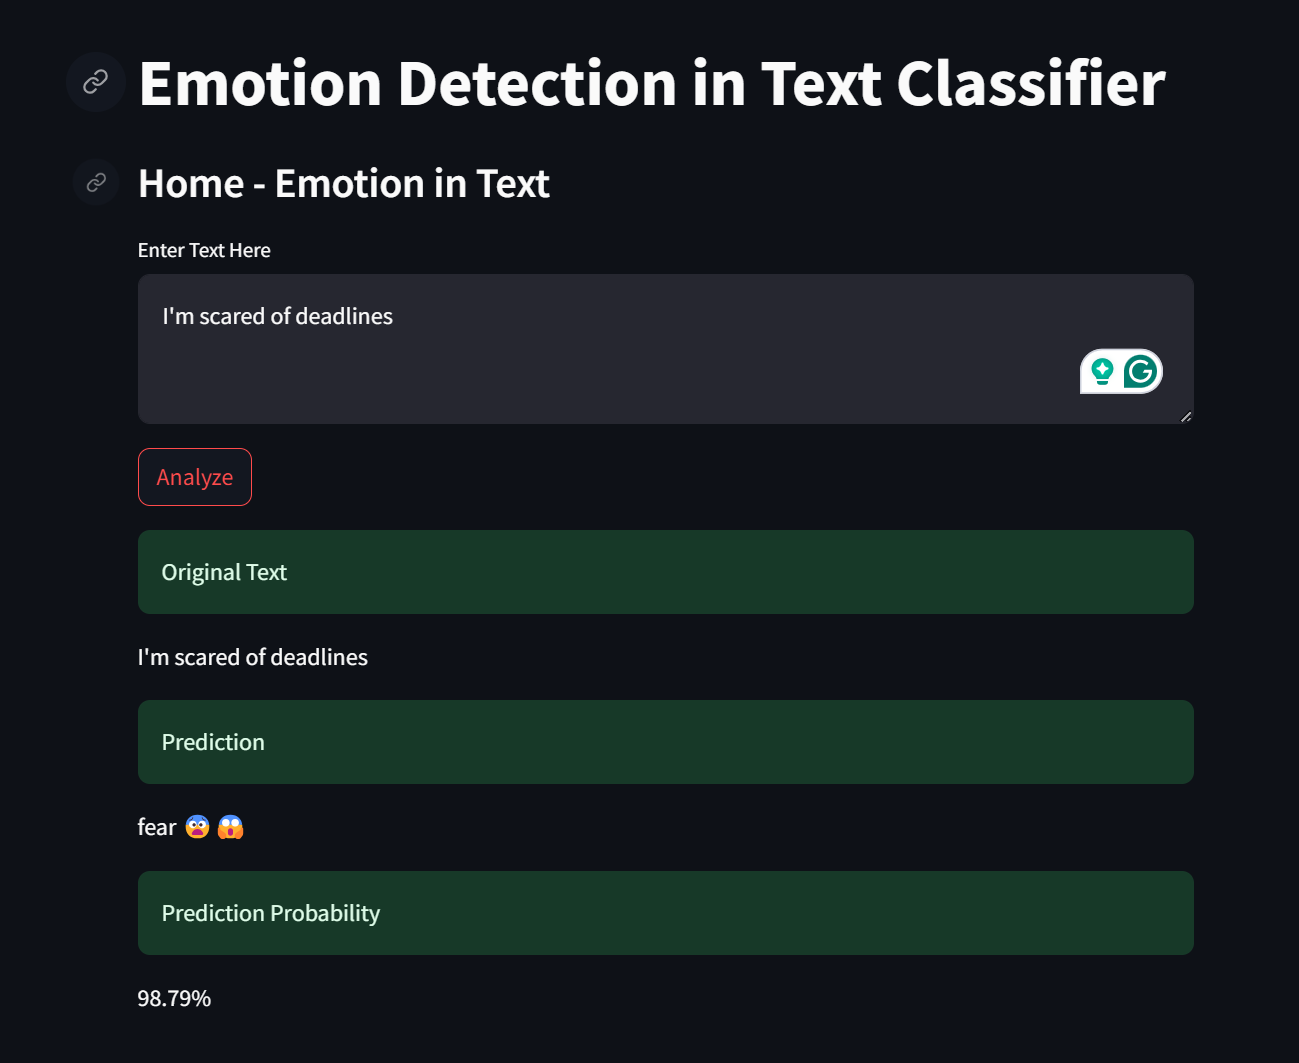 Emotion Detection in Text Classifier
Home - Emotion in Text
Enter Text Here
I'm scared of deadlines
Analyze
Original Text
I'm scared of deadlines
Prediction
fear 😨 😱
Prediction Probability
98.79%